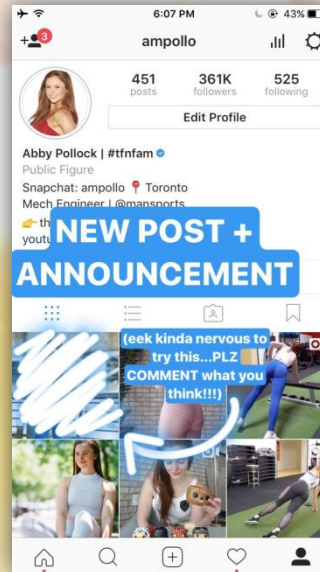 6:07 PM
43%
3
ampollo
451 361K 525
posts followers following
Edit Profile
Abby Pollock | #tfnfam
Public Figure
Snapchat: ampollo 📍 Toronto
Mech Engineer | @mansports
👉 th
youtu
NEW POST +
ANNOUNCEMENT
(eek kinda nervous to
try this...PLZ
COMMENT what you
think!!!)